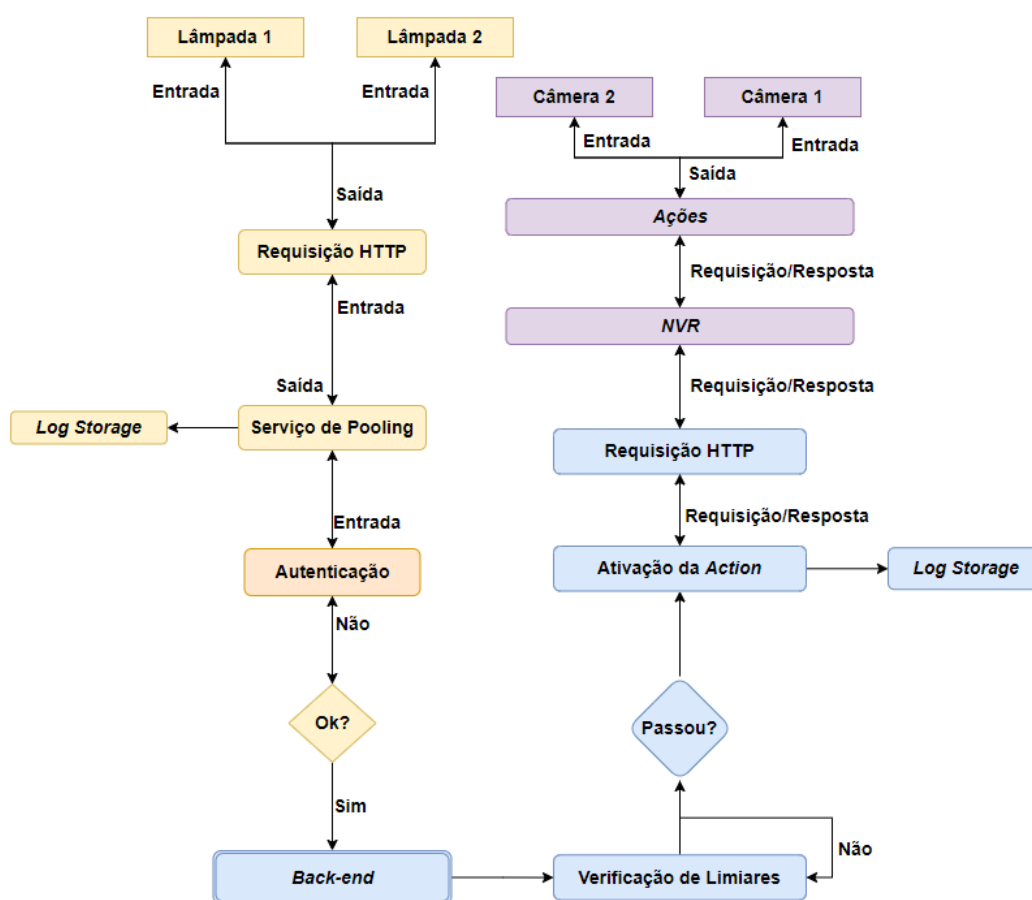 Lâmpada 1
Lâmpada 2
Entrada
Entrada
Saída
Requisição HTTP
Entrada
Saída
Log Storage
Serviço de Pooling
Entrada
Autenticação
Não
Ok?
Sim
Back-end
Câmera 2
Câmera 1
Entrada
Entrada
Saída
Ações
Requisição/Resposta
NVR
Requisição/Resposta
Requisição HTTP
Requisição/Resposta
Ativação da Action
Log Storage
Passou?
Não
Verificação de Limiares